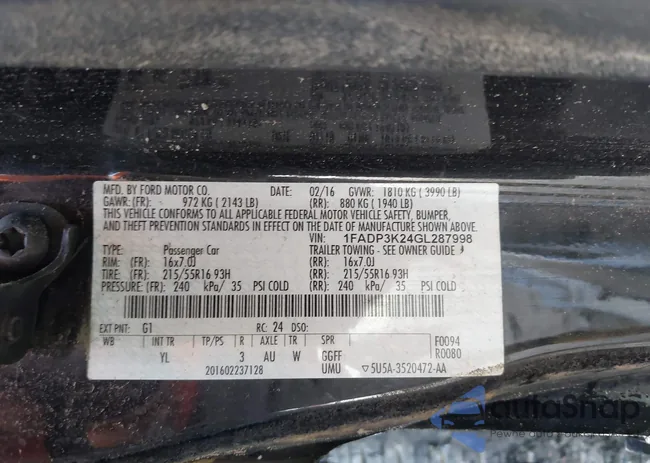 MFD. BY FORD MOTOR CO. DATE: 02/16 GVWR: 1810 KG ( 3990 LB)
GAWR: (FR): 972 KG ( 2143 LB) (RR): 880 KG ( 1940 LB)
THIS VEHICLE CONFORMS TO ALL APPLICABLE FEDERAL MOTOR VEHICLE SAFETY, BUMPER,
AND THEFT PREVENTION STANDARDS IN EFFECT ON THE DATE OF MANUFACTURE SHOWN ABOVE.
VIN: 1FADP3K24GL287998
TYPE: Passenger Car TRAILER TOWING - SEE OWNER GUIDE
RIM: (FR): 16x7.0J (RR): 16x7.0J
TIRE: (FR): 215/55R16 93H (RR): 215/55R16 93H
PRESSURE: (FR): 240 kPa/ 35 PSI COLD (RR): 240 kPa/ 35 PSI COLD
EXT PNT: G1 RC: 24 DSO: F0094
WB INT TR TP/PS R AX TR SPR R0080
YL 3 AU W GGFF
201602237128 UMU ▽ 5U5A-3520472-AA
autaShap